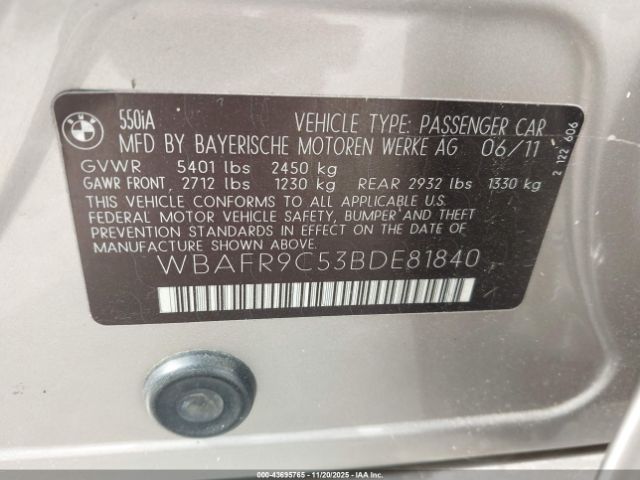 BMW
550iA VEHICLE TYPE: PASSENGER CAR
MFD BY BAYERISCHE MOTOREN WERKE AG 06/11
GVWR 5401 lbs 2450 kg
GAWR FRONT, 2712 lbs 1230 kg REAR 2932 lbs 1330 kg
THIS VEHICLE CONFORMS TO ALL APPLICABLE U.S.
FEDERAL MOTOR VEHICLE SAFETY, BUMPER AND THEFT
PREVENTION STANDARDS IN EFFECT ON THE DATE OF
MANUFACTURE SHOWN ABOVE.
WBAFR9C53BDE81840
2 122 606
00-43695765 - 11/20/2025 - IAA Inc.